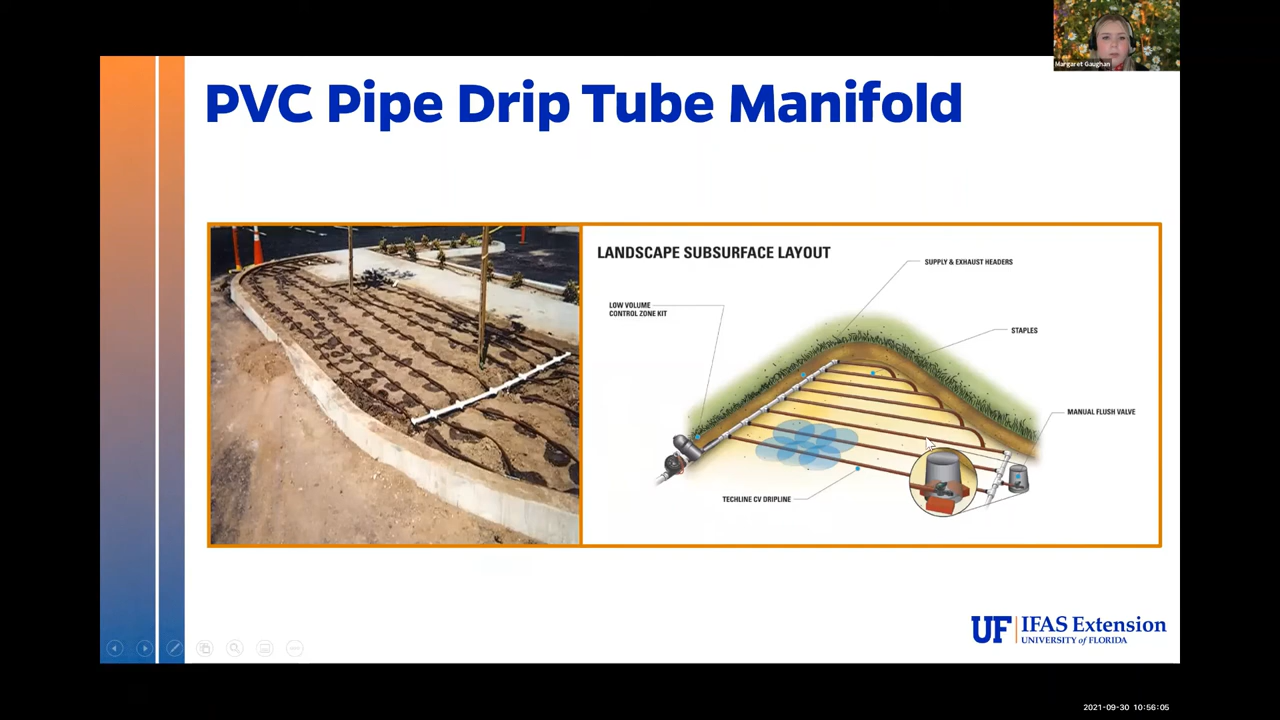 Margaret Gaughan
PVC Pipe Drip Tube Manifold
LANDSCAPE SUBSURFACE LAYOUT
SUPPLY & EXHAUST HEADERS
LOW VOLUME
CONTROL ZONE KIT
STAPLES
MANUAL FLUSH VALVE
TECHLINE CV DRIPLINE
UF IFAS Extension
UNIVERSITY of FLORIDA
2021-09-30 10:56:05